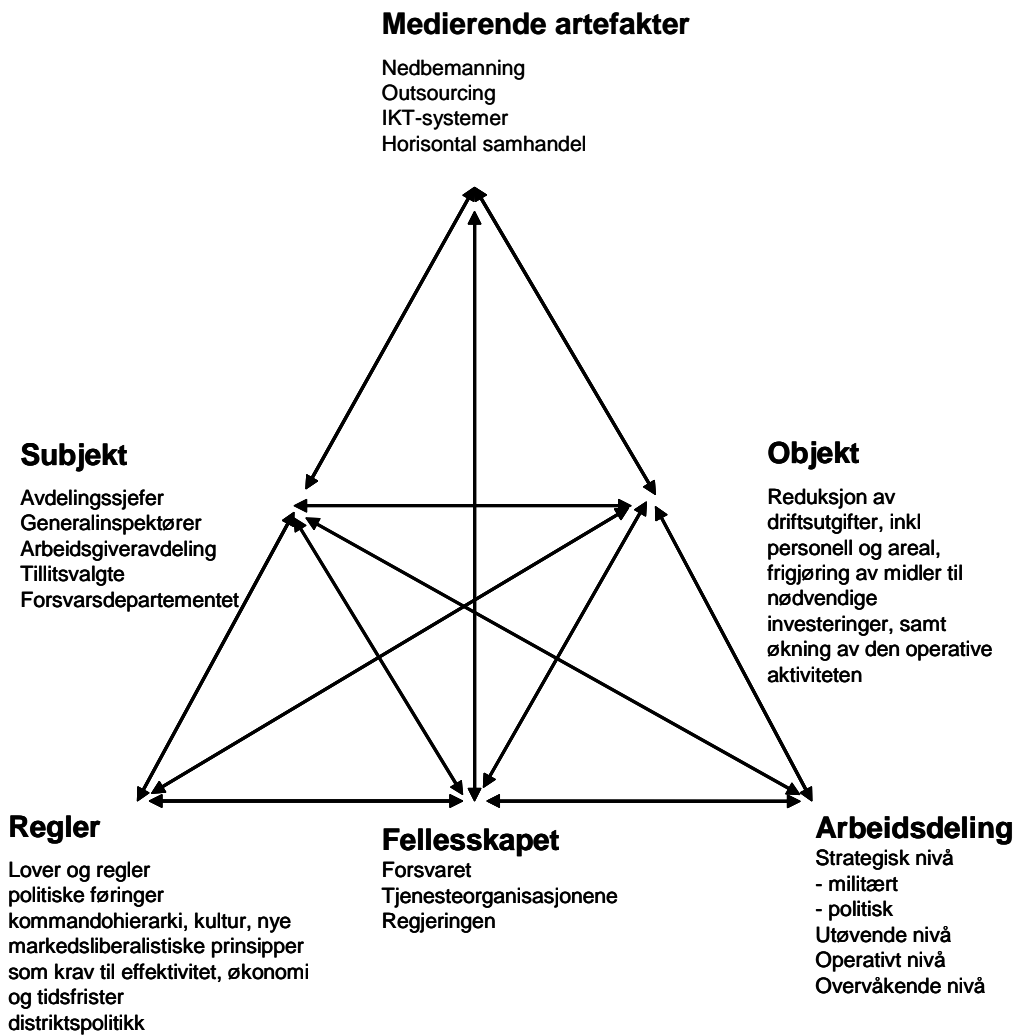 Medierende artefakter
Nedbemanning
Outsourcing
IKT-systemer
Horisontal samhandel
Subjekt
Avdelingssjefer
Generalinspektører
Arbeidsgiveravdeling
Tillitsvalgte
Forsvarsdepartementet
Objekt
Reduksjon av
driftsutgifter, inkl
personell og areal,
frigjøring av midler til
nødvendige
investeringer, samt
økning av den operative
aktiviteten
Regler
Lover og regler
politiske føringer
kommandohierarki, kultur, nye
markedsliberalistiske prinsipper
som krav til effektivitet, økonomi
og tidsfrister
distriktspolitikk
Fellesskapet
Forsvaret
Tjenesteorganisasjonene
Regjeringen
Arbeidsdeling
Strategisk nivå
- militært
- politisk
Utøvende nivå
Operativt nivå
Overvåkende nivå